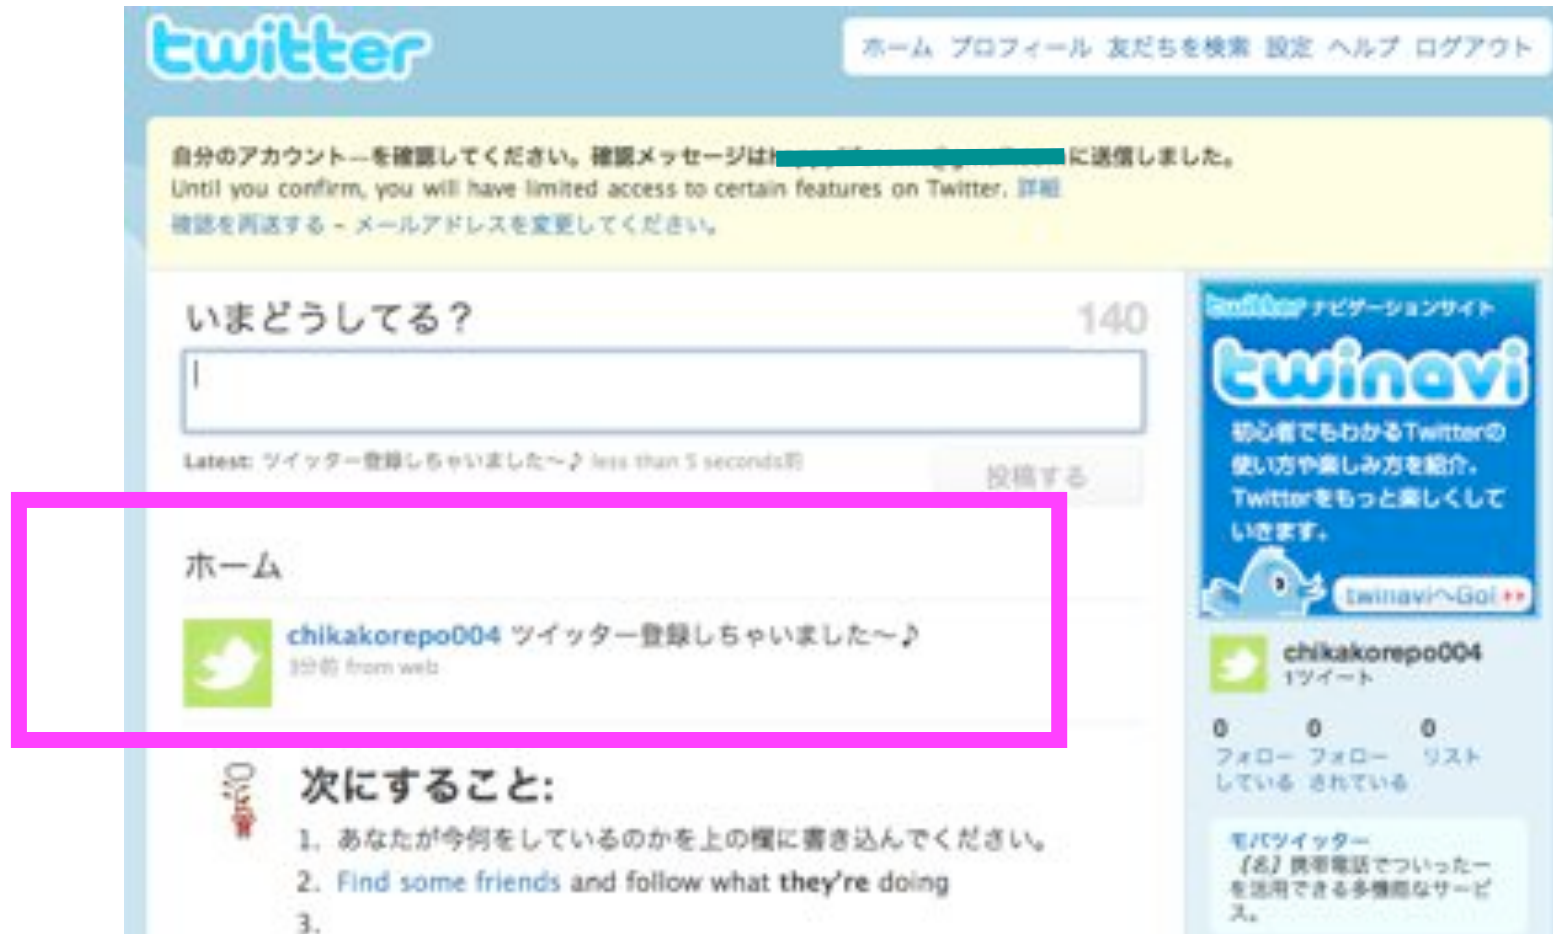 twitter
ホーム プロフィール 友だちを検索 設定 ヘルプ ログアウト
自分のアカウント—を確認してください。確認メッセージは
に送信しました。
Until you confirm, you will have limited access to certain features on Twitter. 詳細
確認を再送する - メールアドレスを変更してください。
いまどうしてる？
140
Latest: ツイッター登録しちゃいました〜♪ less than 5 seconds前
投稿する
ホーム
chikakorepo004 ツイッター登録しちゃいました〜♪
3分前 from web
次にすること:
1. あなたが今何をしているのかを上の欄に書き込んでください。
2. Find some friends and follow what they're doing
3.
twitter ナビゲーションサイト
twinavi
初心者でもわかるTwitterの
使い方や楽しみ方を紹介。
Twitterをもっと楽しくして
いきます。
twinaviへGo!
chikakorepo004
1ツイート
0 0 0
フォロー フォロー リスト
している されている
モバツイッター
【名】携帯電話でついったー
を活用できる多機能なサービ
ス。